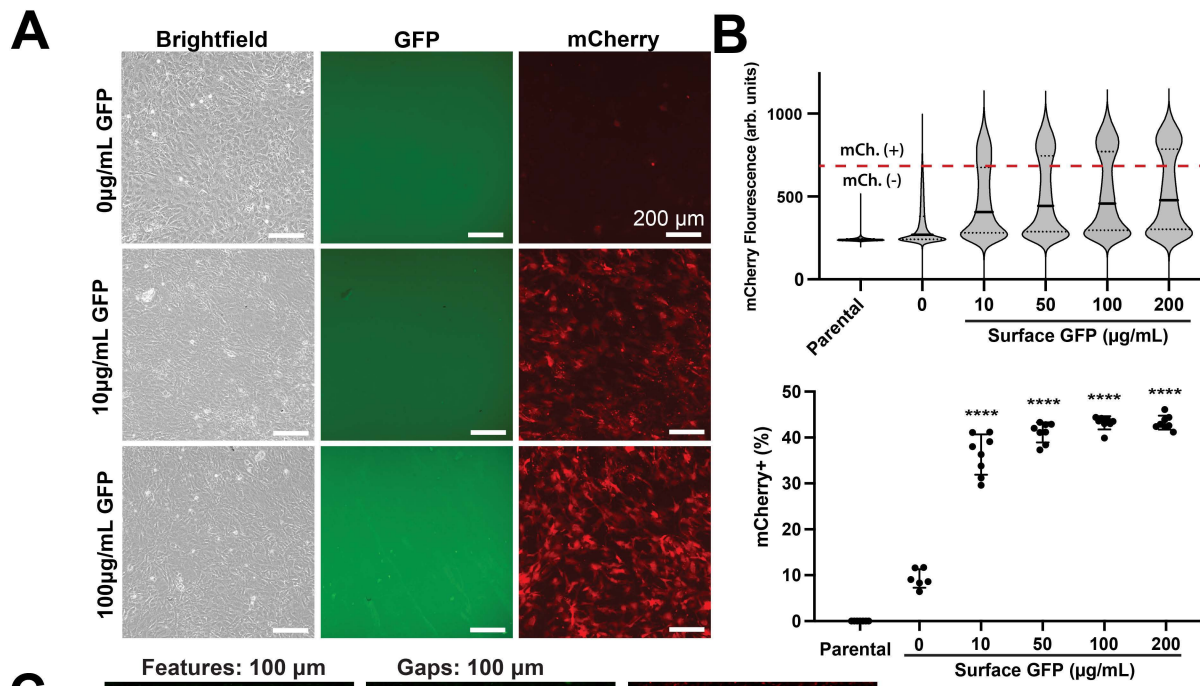 A
Brightfield
GFP
mCherry
0µg/mL GFP
200 µm
10µg/mL GFP
100µg/mL GFP
B
mCherry Flourescence (arb. units)
1000
500
0
mCh. (+)
mCh. (-)
Parental
0
10
50
100
200
Surface GFP (µg/mL)
mCherry+ (%)
50
40
30
20
10
0
****
****
****
****
Parental
0
10
50
100
200
Surface GFP (µg/mL)
Features: 100 µm
Gaps: 100 µm